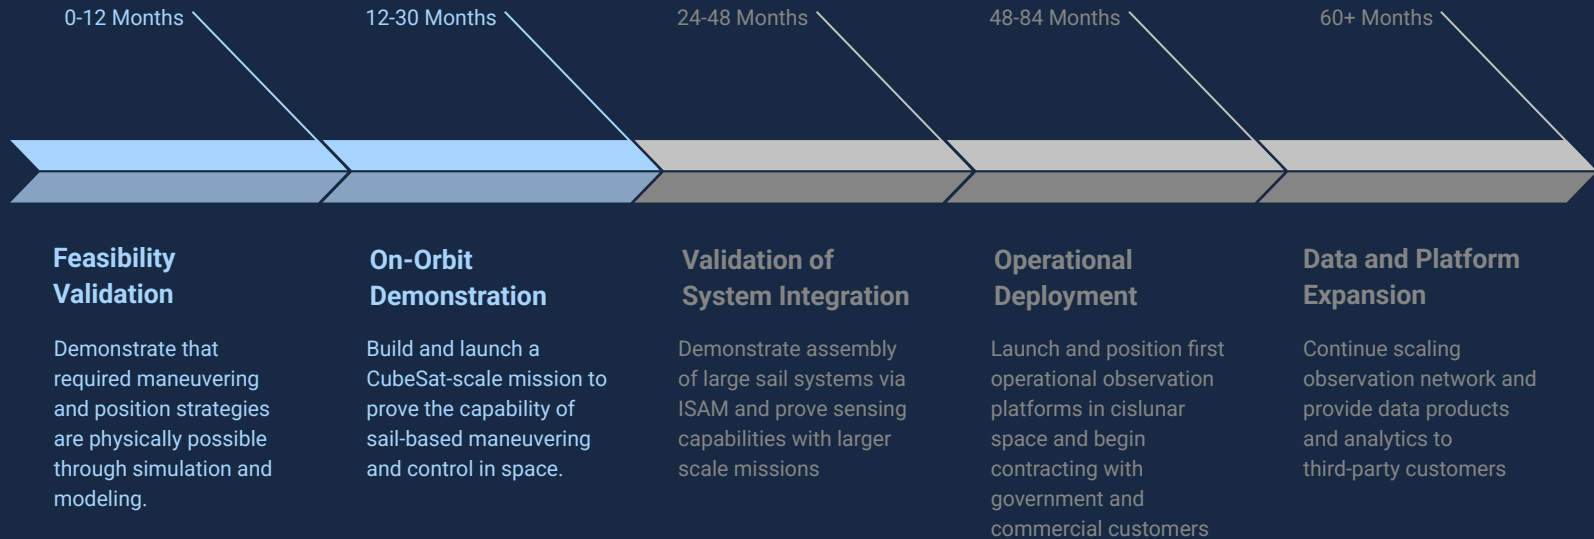 0-12 Months
12-30 Months
24-48 Months
48-84 Months
60+ Months
Feasibility
Validation
Demonstrate that
required maneuvering
and position strategies
are physically possible
through simulation and
modeling.
On-Orbit
Demonstration
Build and launch a
CubeSat-scale mission to
prove the capability of
sail-based maneuvering
and control in space.
Validation of
System Integration
Demonstrate assembly
of large sail systems via
ISAM and prove sensing
capabilities with larger
scale missions
Operational
Deployment
Launch and position first
operational observation
platforms in cislunar
space and begin
contracting with
government and
commercial customers
Data and Platform
Expansion
Continue scaling
observation network and
provide data products
and analytics to
third-party customers